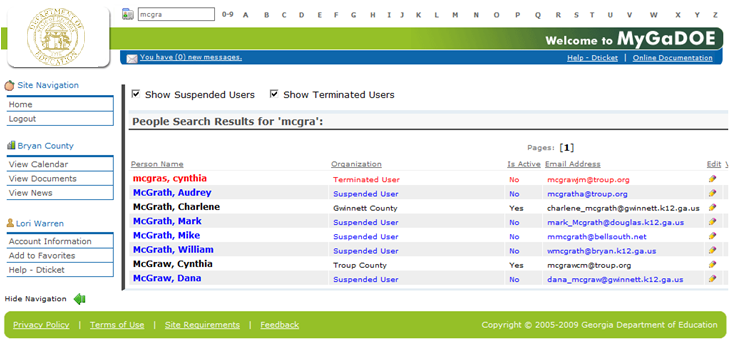 mcgra 0-9 A B C D E F G H I J K L M N O P Q R S T U V W X Y Z
DEPARTMENT OF EDUCATION
Welcome to MyGaDOE
You have (0) new messages. Help - Dticket | Online Documentation
Site Navigation
Home
Logout
Bryan County
View Calendar
View Documents
View News
Lori Warren
Account Information
Add to Favorites
Help - Dticket
Hide Navigation
Show Suspended Users Show Terminated Users
People Search Results for 'mcgra':
Pages: [1]
Person Name Organization Is Active Email Address Edit
mcgras, cynthia Terminated User No mcgrawjm@troup.org
McGrath, Audrey Suspended User No mcgratha@troup.org
McGrath, Charlene Gwinnett County Yes charlene_mcgrath@gwinnett.k12.ga.us
McGrath, Mark Suspended User No mark_Mcgrath@douglas.k12.ga.us
McGrath, Mike Suspended User No mmcgrath@bellsouth.net
McGrath, William Suspended User No wmcgrath@bryan.k12.ga.us
McGraw, Cynthia Troup County Yes mcgrawcm@troup.org
McGraw, Dana Suspended User No dana_mcgraw@gwinnett.k12.ga.us
Privacy Policy | Terms of Use | Site Requirements | Feedback Copyright © 2005-2009 Georgia Department of Education